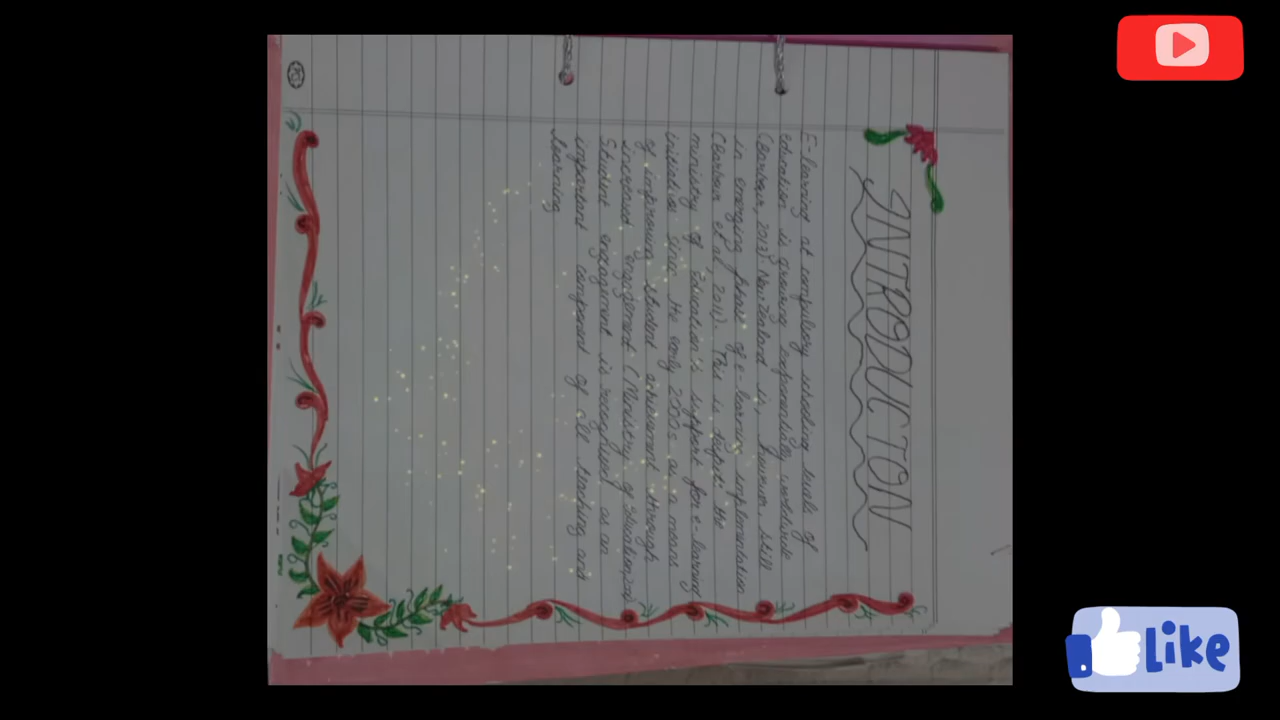 INTRODUCTION
E-learning at compulsory schooling levels of
education is growing exponentially worldwide
(Barbour, 2013). New Zealand is, however, still
in emerging phase of e-learning implementation
(Barbour et al, 2011). This is despite the
ministry of Education's support for e-learning
initiatives since the early 2000s as a means
of improving student achievement through
increased engagement (Ministry of Education,
Student engagement is recognised as an
important component of all teaching and
learning
Like